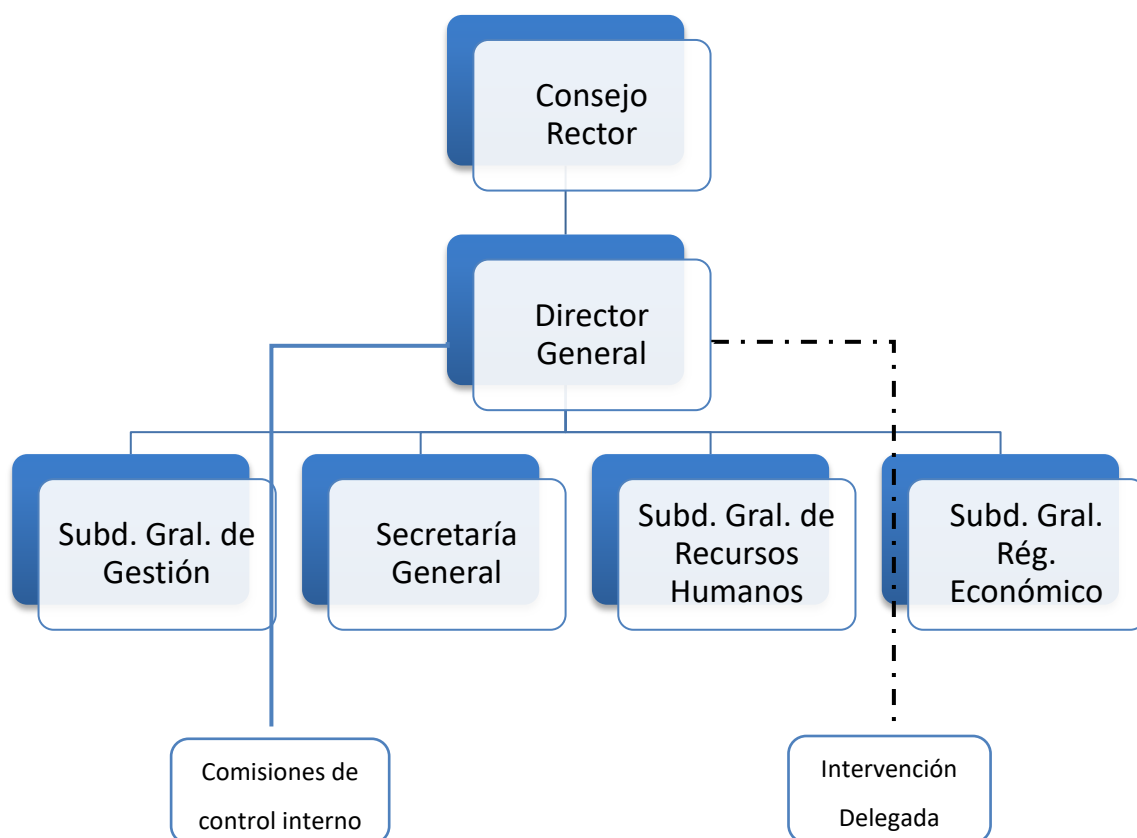 Consejo
Rector
Director
General
Subd. Gral. de
Gestión
Secretaría
General
Subd. Gral. de
Recursos
Humanos
Subd. Gral.
Rég.
Económico
Comisiones de
control interno
Intervención
Delegada